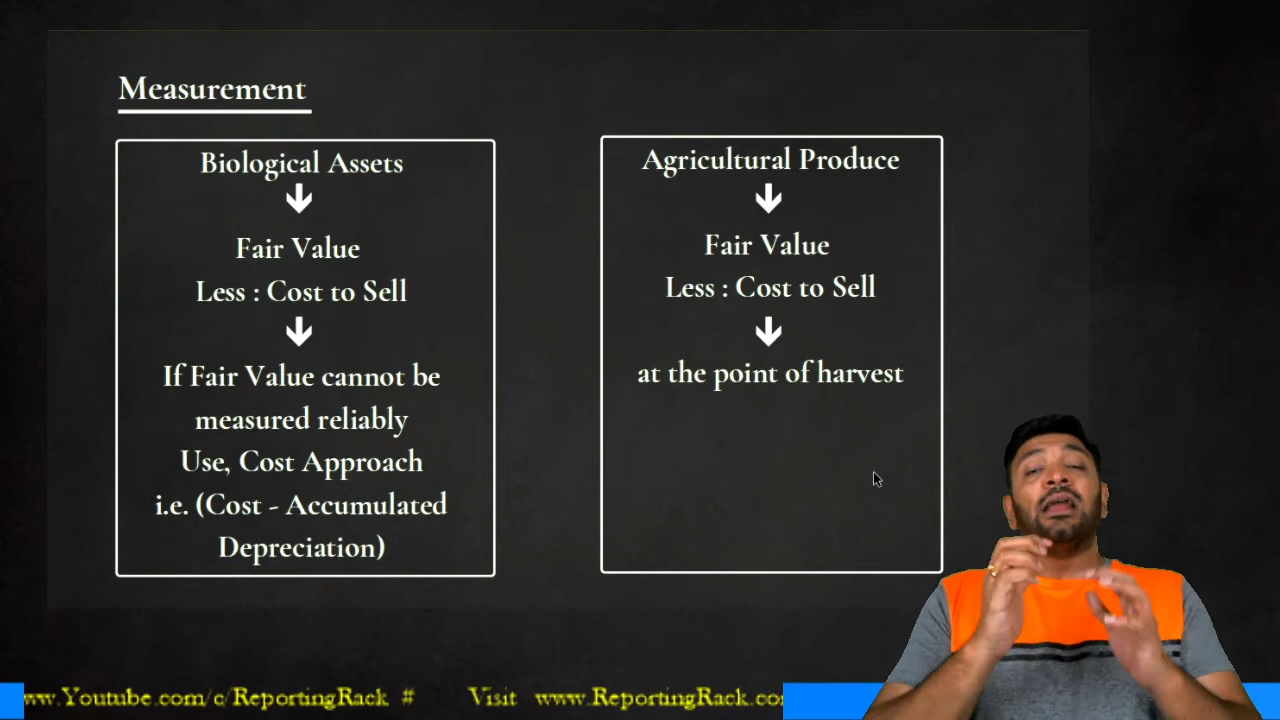 Measurement
Biological Assets
Fair Value
Less : Cost to Sell
If Fair Value cannot be
measured reliably
Use, Cost Approach
i.e. (Cost - Accumulated
Depreciation)
Agricultural Produce
Fair Value
Less : Cost to Sell
at the point of harvest
ww.Youtube.com/c/ReportingRack # Visit www.ReportingRack.co